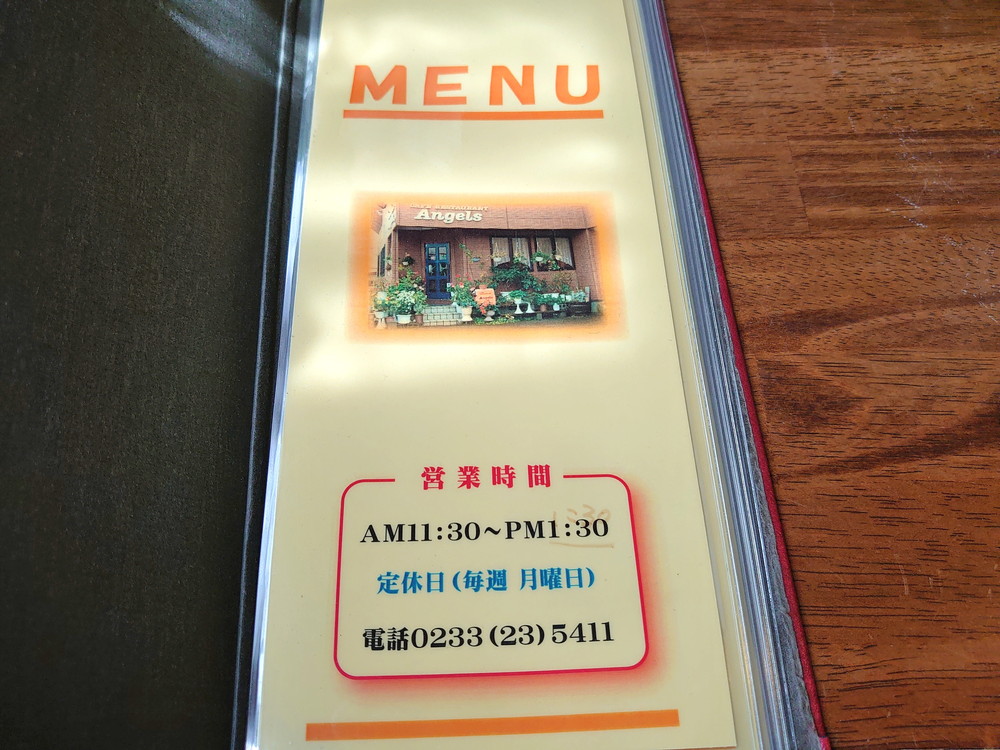 MENU
Angels
営業時間
AM11:30～PM1:30
定休日(毎週 月曜日)
電話0233(23)5411